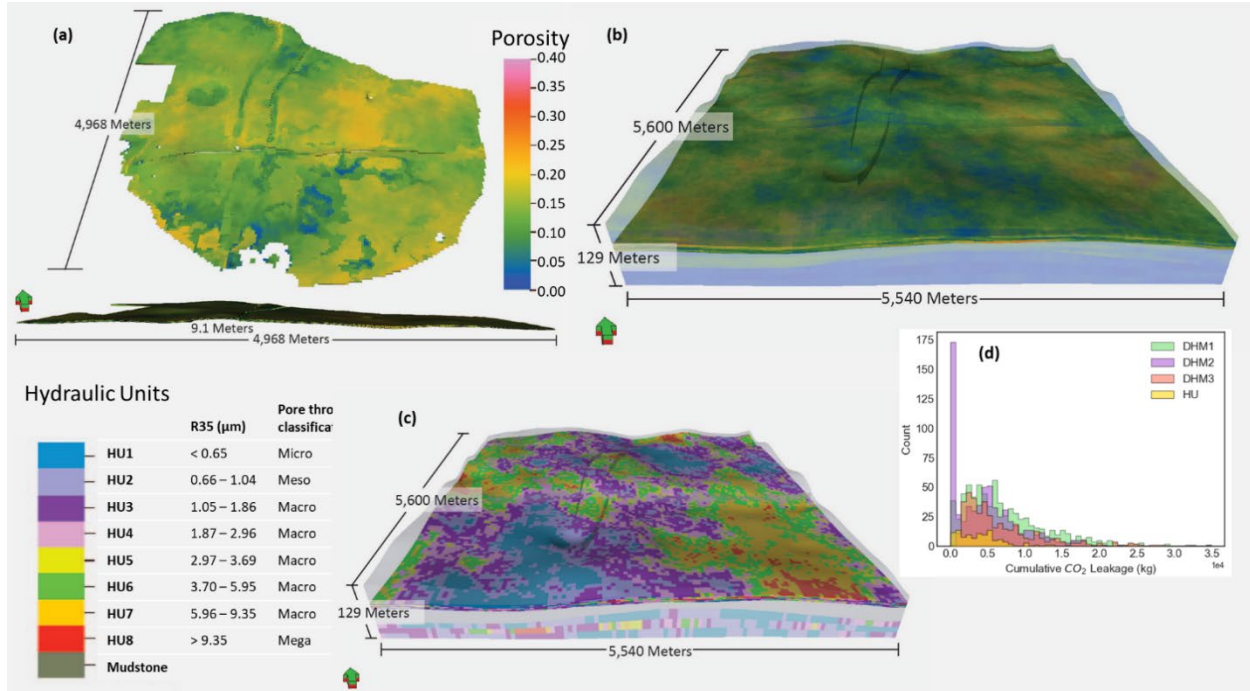 (a)
Porosity
0.40
0.35
0.30
0.25
0.20
0.15
0.10
0.05
0.00
4,968 Meters
9.1 Meters
4,968 Meters
(b)
5,600 Meters
129 Meters
5,540 Meters
Hydraulic Units
R35 (µm) Pore thro
classificat
HU1 < 0.65 Micro
HU2 0.66 – 1.04 Meso
HU3 1.05 – 1.86 Macro
HU4 1.87 – 2.96 Macro
HU5 2.97 – 3.69 Macro
HU6 3.70 – 5.95 Macro
HU7 5.96 – 9.35 Macro
HU8 > 9.35 Mega
Mudstone
(c)
5,600 Meters
129 Meters
5,540 Meters
(d)
DHM1
DHM2
DHM3
HU
175
150
125
100
75
50
25
0
Count
0.0 0.5 1.0 1.5 2.0 2.5 3.0 3.5
1e4
Cumulative CO₂ Leakage (kg)